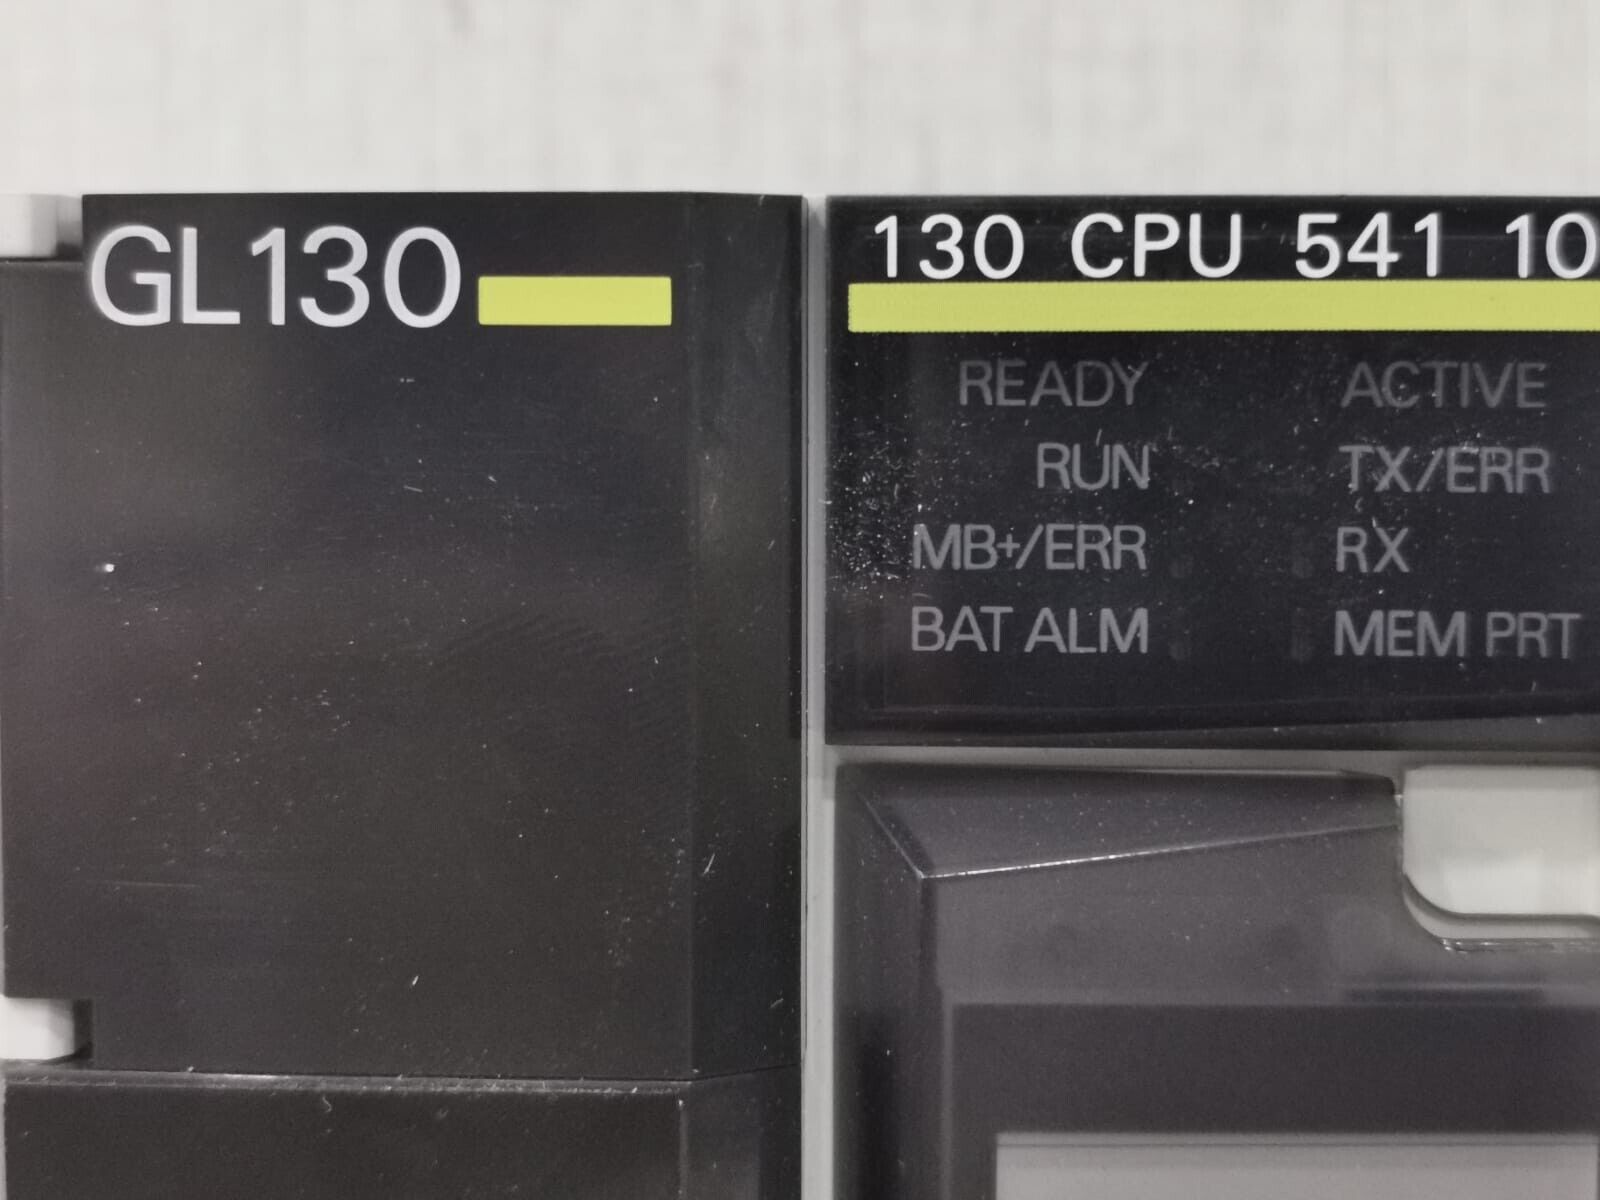 GL130
130 CPU 541 10
READY ACTIVE
RUN TX/ERR
MB+/ERR RX
BAT ALM MEM PRT